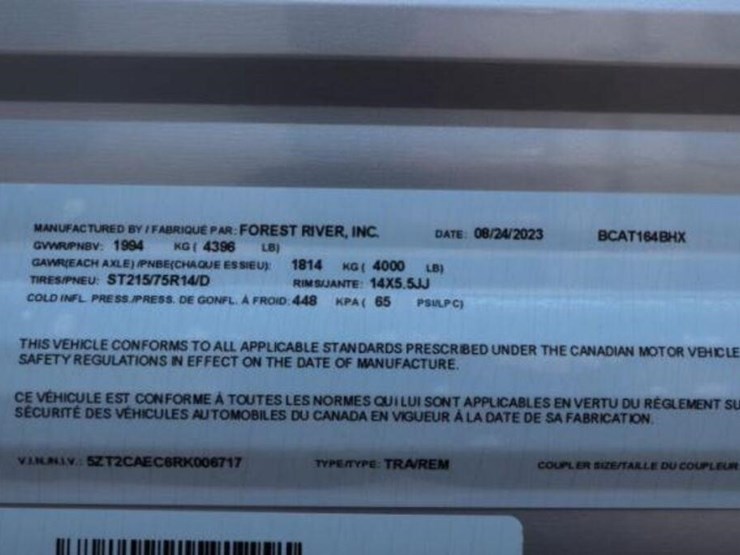 MANUFACTURED BY / FABRIQUÉ PAR: FOREST RIVER, INC. DATE: 08/24/2023 BCAT164BHX
GVWR/PNBV: 1994 KG ( 4396 LB)
GAWR(EACH AXLE) /PNBE(CHAQUE ESSIEU): 1814 KG ( 4000 LB)
TIRES/PNEU: ST215/75R14/D RIMS/JANTE: 14X5.5JJ
COLD INFL. PRESS./PRESS. DE GONFL. À FROID: 448 KPA ( 65 PSI/LPC)
THIS VEHICLE CONFORMS TO ALL APPLICABLE STANDARDS PRESCRIBED UNDER THE CANADIAN MOTOR VEHICLE
SAFETY REGULATIONS IN EFFECT ON THE DATE OF MANUFACTURE.
CE VÉHICULE EST CONFORME À TOUTES LES NORMES QUI LUI SONT APPLICABLES EN VERTU DU RÈGLEMENT SU
SÉCURITÉ DES VÉHICULES AUTOMOBILES DU CANADA EN VIGUEUR À LA DATE DE SA FABRICATION.
V.I.N./N.I.V.: 5ZT2CAEC6RK006717 TYPE/TYPE: TRA/REM COUPLER SIZE/TAILLE DU COUPLEUR